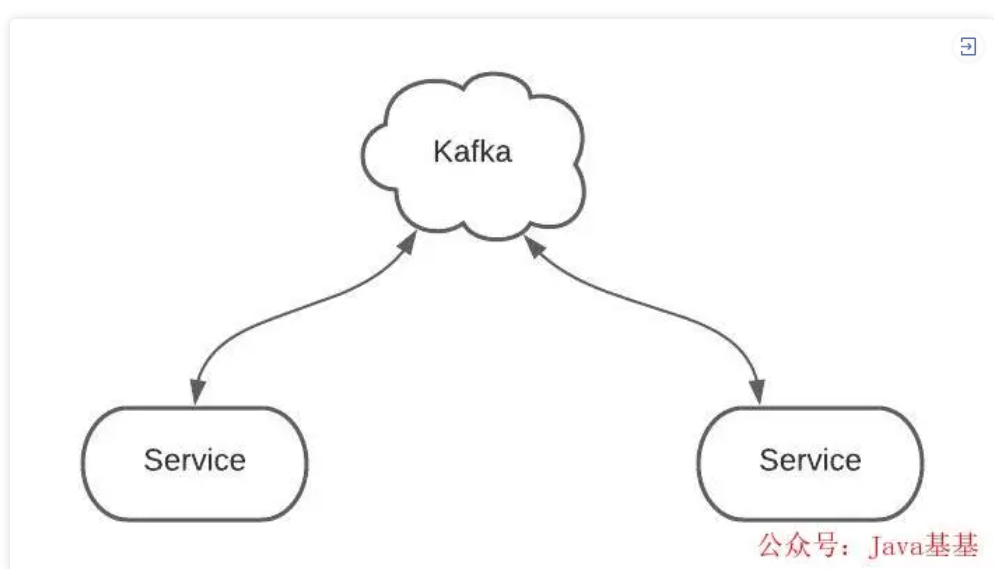 Kafka
Service
Service
公众号：Java基基